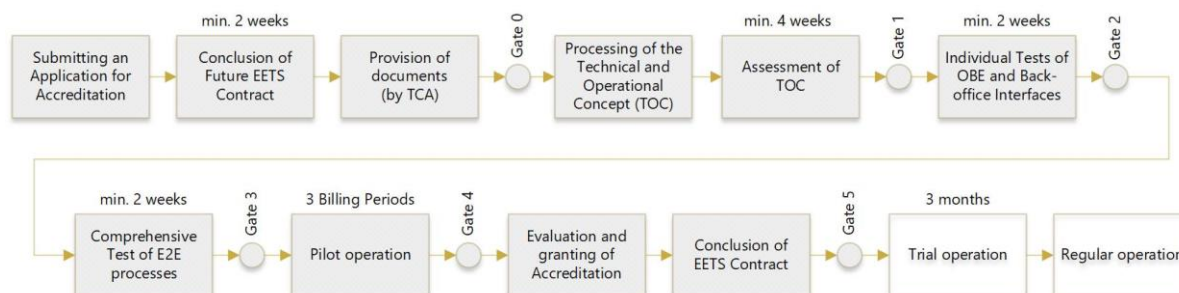 min. 2 weeks
min. 4 weeks
min. 2 weeks
Submitting an
Application for
Accreditation
Conclusion of
Future EETS
Contract
Provision of
documents
(by TCA)
Gate 0
Processing of the
Technical and
Operational
Concept (TOC)
Assessment of
TOC
Gate 1
Individual Tests of
OBE and Back-
office Interfaces
Gate 2
min. 2 weeks
3 Billing Periods
3 months
Comprehensive
Test of E2E
processes
Gate 3
Pilot operation
Gate 4
Evaluation and
granting of
Accreditation
Conclusion of
EETS Contract
Gate 5
Trial operation
Regular operation